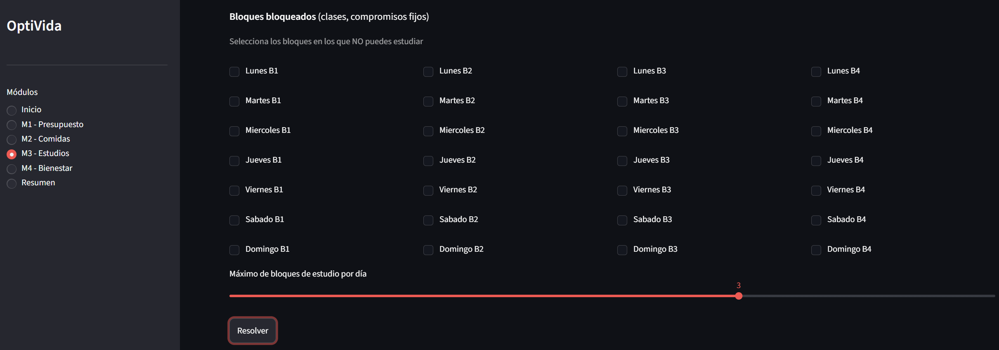 OptiVida
Módulos
Inicio
M1 - Presupuesto
M2 - Comidas
M3 - Estudios
M4 - Bienestar
Resumen
Bloques bloqueados (clases, compromisos fijos)
Selecciona los bloques en los que NO puedes estudiar
Lunes B1 Lunes B2 Lunes B3 Lunes B4
Martes B1 Martes B2 Martes B3 Martes B4
Miercoles B1 Miercoles B2 Miercoles B3 Miercoles B4
Jueves B1 Jueves B2 Jueves B3 Jueves B4
Viernes B1 Viernes B2 Viernes B3 Viernes B4
Sabado B1 Sabado B2 Sabado B3 Sabado B4
Domingo B1 Domingo B2 Domingo B3 Domingo B4
Máximo de bloques de estudio por día
3
Resolver